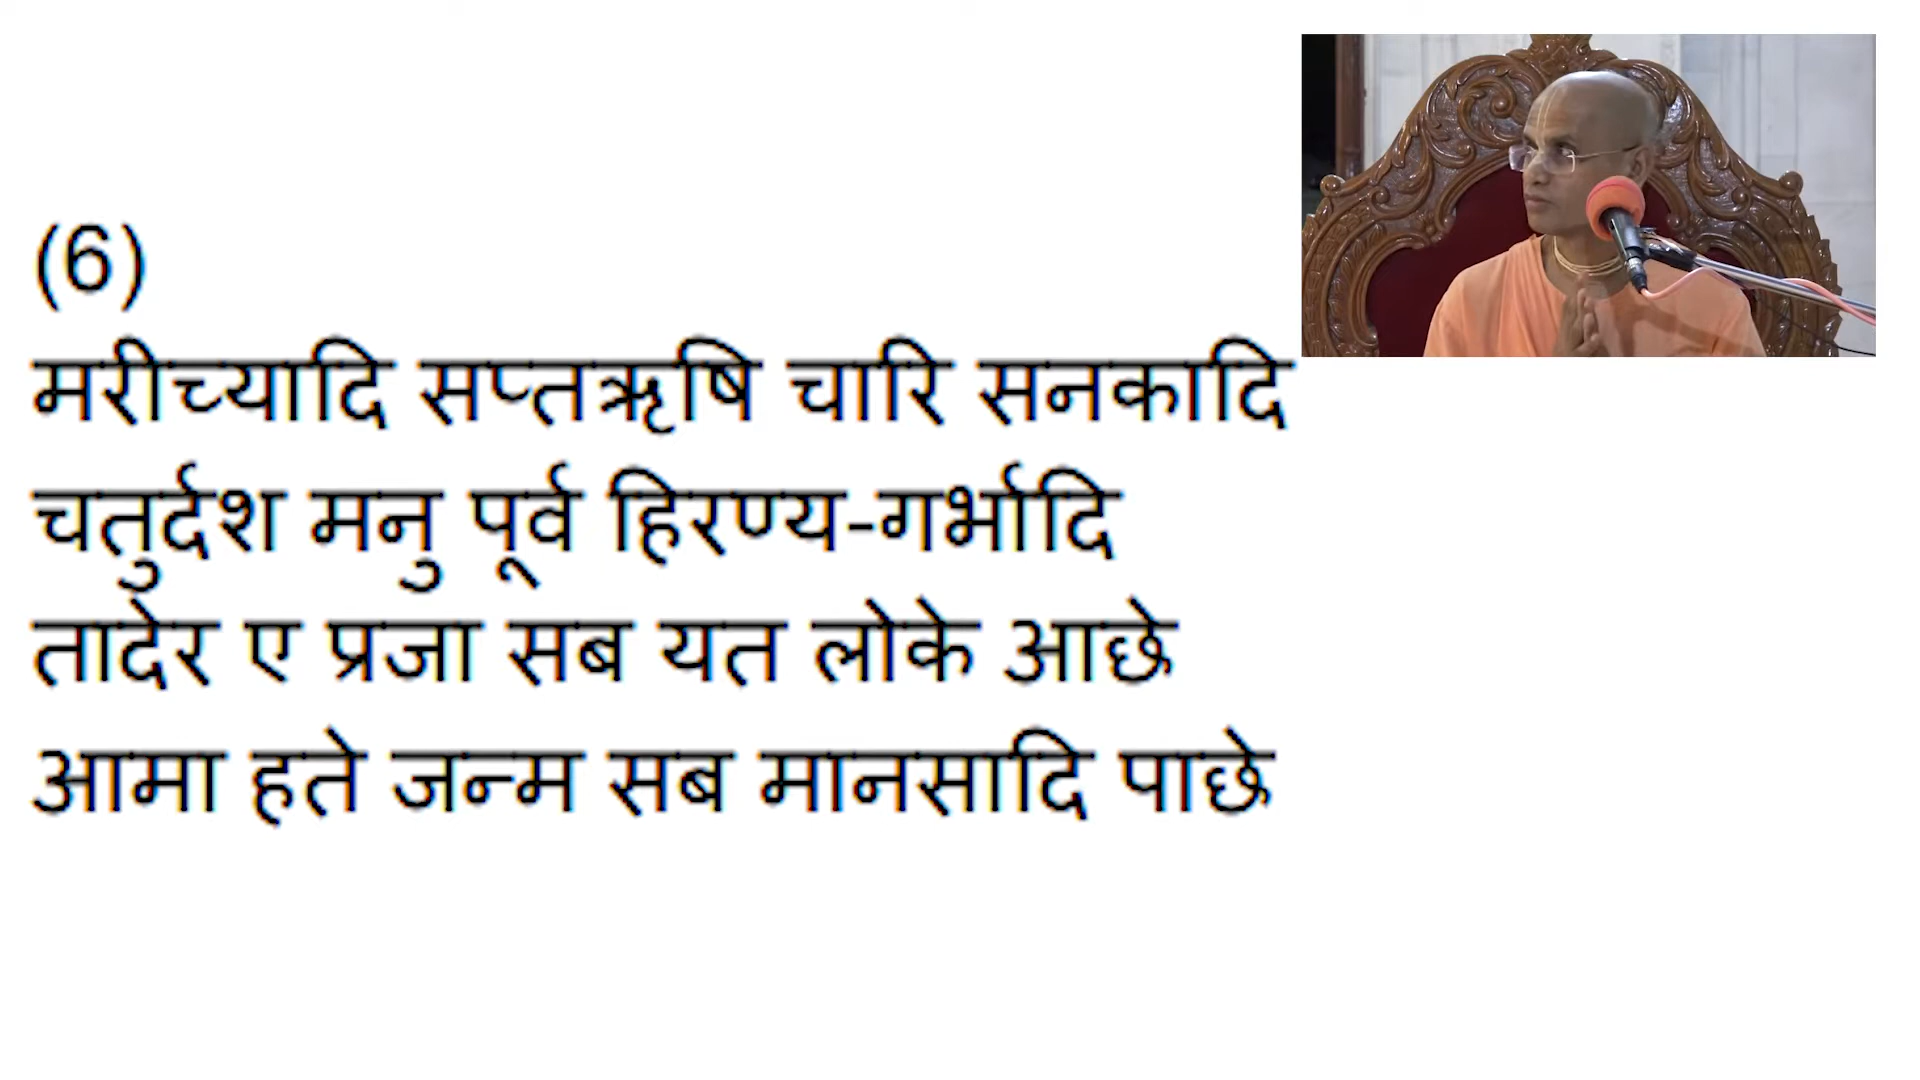 (6)
मरीच्यादि सप्तऋषि चारि सनकादि
चतुर्दश मनु पूर्व हिरण्य-गर्भादि
तादेर ए प्रजा सब यत लोके आछे
आमा हते जन्म सब मानसादि पाछे